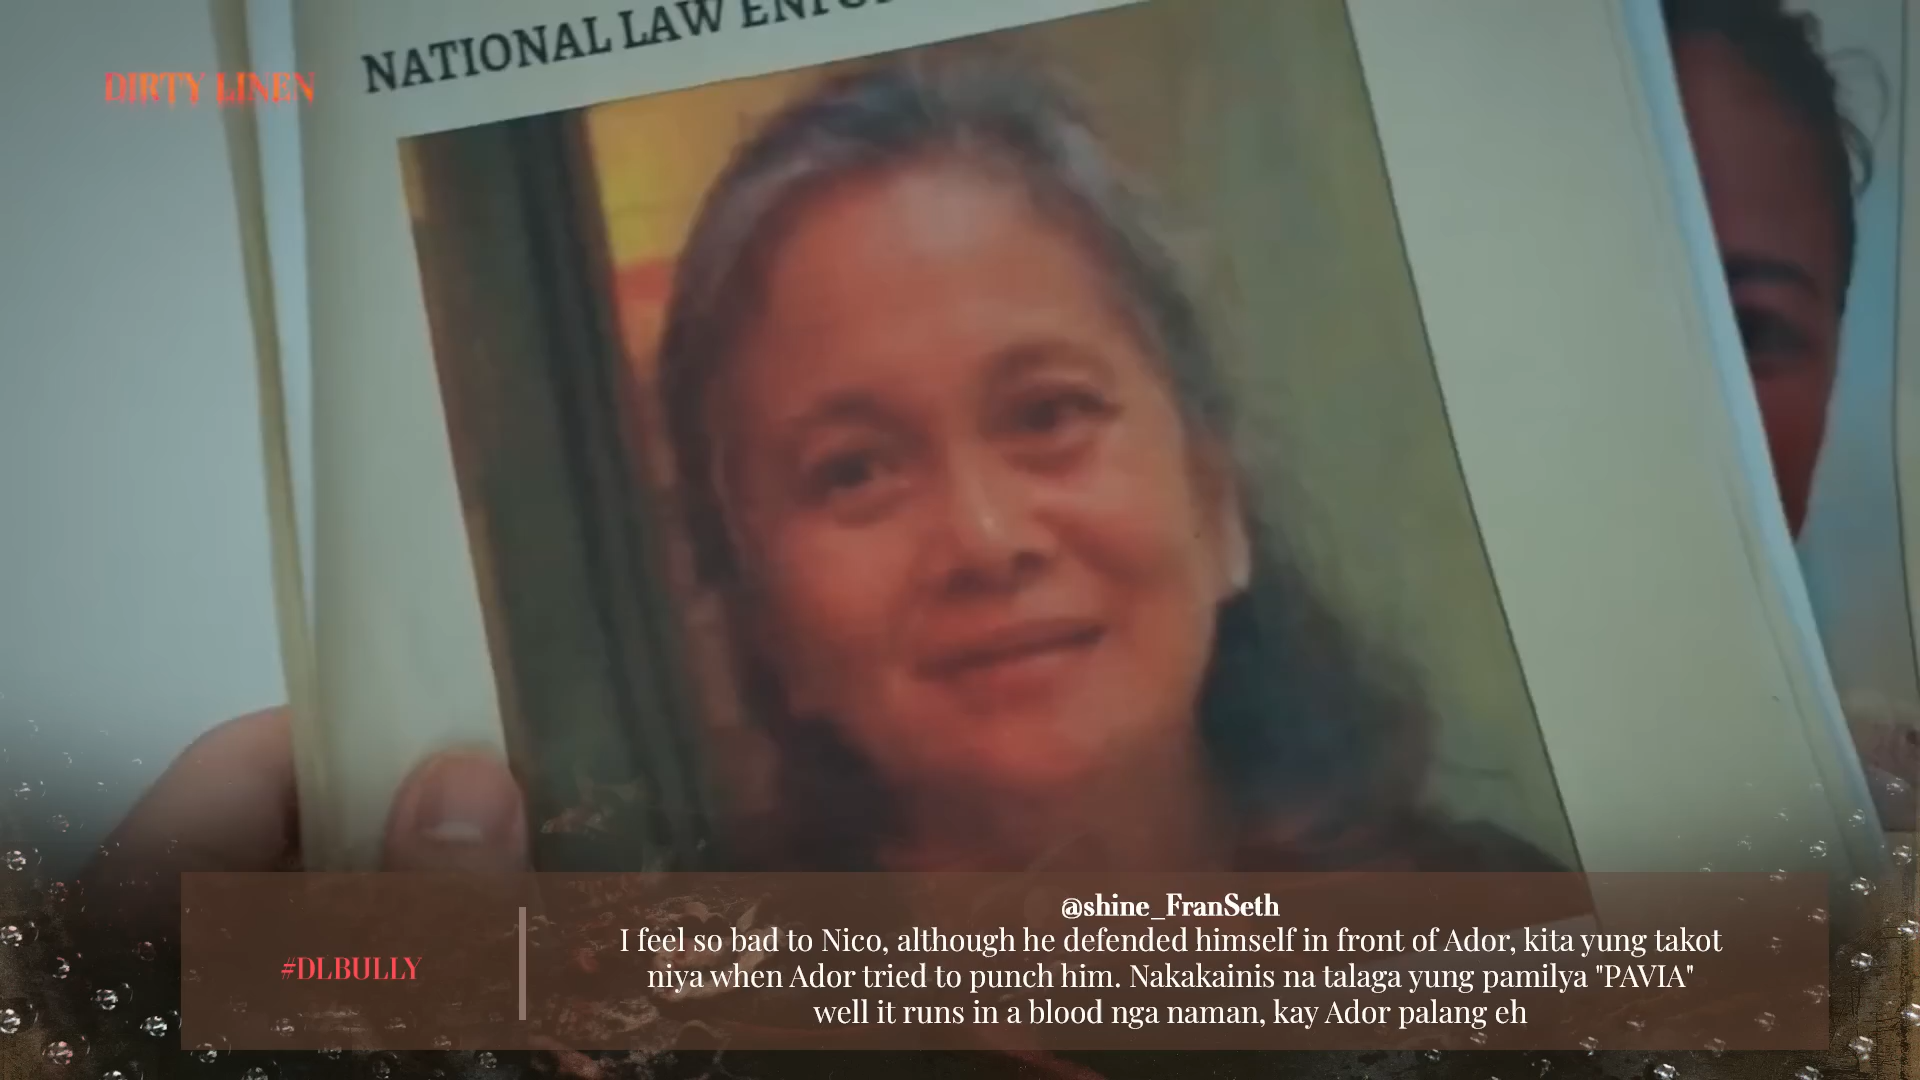 NATIONAL LAW
DIRTY LINEN
@shine_FranSeth
I feel so bad to Nico, although he defended himself in front of Ador, kita yung takot
niya when Ador tried to punch him. Nakakainis na talaga yung pamilya "PAVIA"
well it runs in a blood nga naman, kay Ador palang eh
#DLBULLY